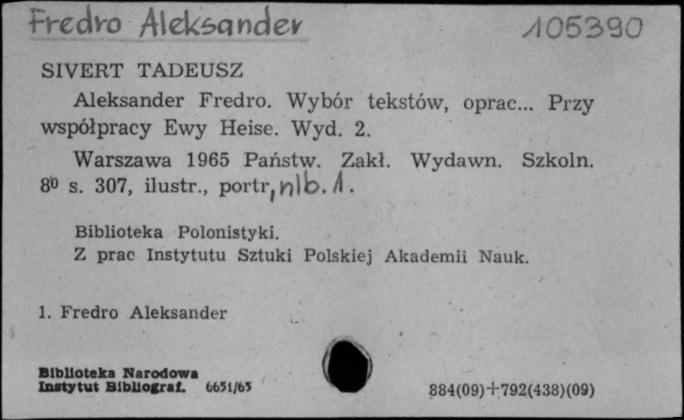 Fredro Aleksander 105390
SIVERT TADEUSZ
Aleksander Fredro. Wybór tekstów, oprac... Przy
współpracy Ewy Heise. Wyd. 2.
Warszawa 1965 Państw. Zakł. Wydawn. Szkoln.
8⁰ s. 307, ilustr., portr, nlb. 1.
Biblioteka Polonistyki.
Z prac Instytutu Sztuki Polskiej Akademii Nauk.
1. Fredro Aleksander
Biblioteka Narodowa
Instytut Bibliograf. 6651/65 884(09)+792(438)(09)